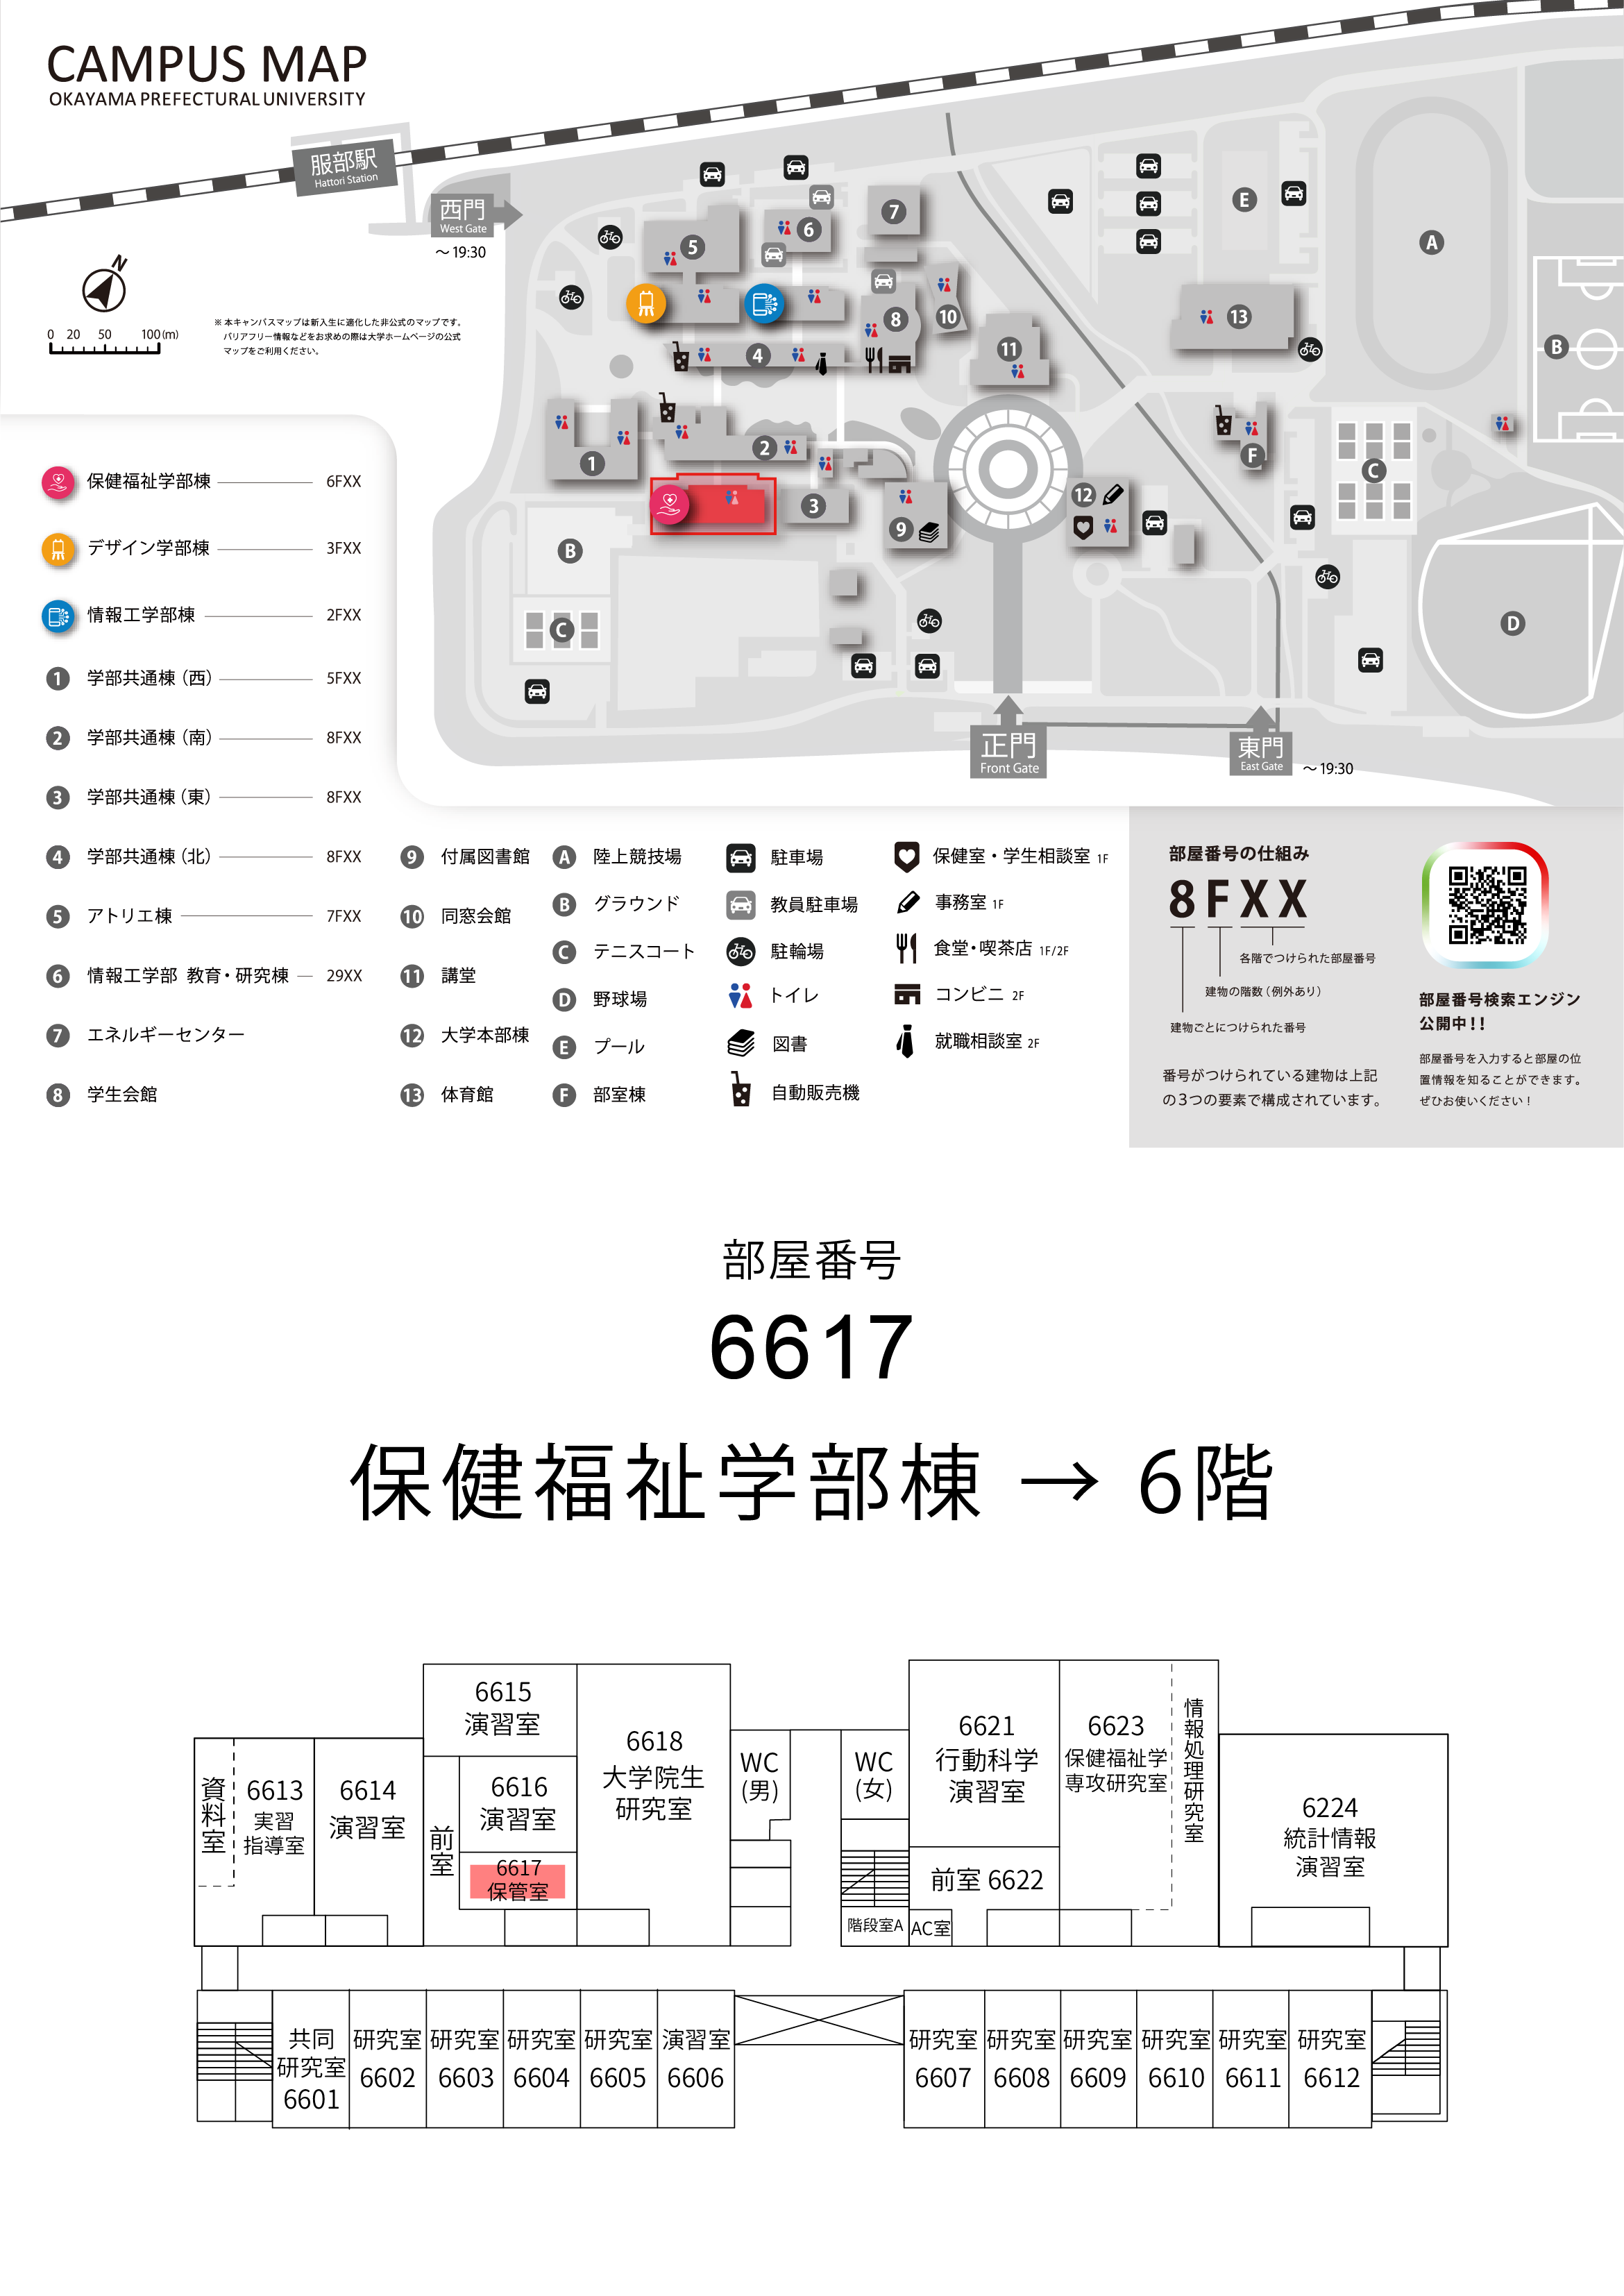 CAMPUS MAP
OKAYAMA PREFECTURAL UNIVERSITY
服部駅
Hattori Station
西門
West Gate
～19:30
N
0 20 50 100(m)
※ 本キャンパスマップは新入生に適化した非公式のマップです。
バリアフリー情報などをお求めの際は大学ホームページの公式
マップをご利用ください。
7
6
5
E
A
8
10
13
11
4
B
2
1
F
C
3
12
9
B
C
D
正門
Front Gate
東門
East Gate
～19:30
保健福祉学部棟 6FXX
デザイン学部棟 3FXX
情報工学部棟 2FXX
1 学部共通棟（西） 5FXX
2 学部共通棟（南） 8FXX
3 学部共通棟（東） 8FXX
4 学部共通棟（北） 8FXX
5 アトリエ棟 7FXX
6 情報工学部 教育・研究棟 29XX
7 エネルギーセンター
8 学生会館
9 付属図書館
10 同窓会館
11 講堂
12 大学本部棟
13 体育館
A 陸上競技場
B グラウンド
C テニスコート
D 野球場
E プール
F 部室棟
駐車場
教員駐車場
駐輪場
トイレ
図書
自動販売機
保健室・学生相談室 1F
事務室 1F
食堂・喫茶店 1F/2F
コンビニ 2F
就職相談室 2F
部屋番号の仕組み
8FXX
各階でつけられた部屋番号
建物の階数（例外あり）
建物ごとにつけられた番号
番号がつけられている建物は上記
の3つの要素で構成されています。
部屋番号検索エンジン
公開中！！
部屋番号を入力すると部屋の位
置情報を知ることができます。
ぜひお使いください！
部屋番号
6617
保健福祉学部棟 → 6階
資料室
6613
実習
指導室
6614
演習室
6615
演習室
前室
6616
演習室
6617
保管室
6618
大学院生
研究室
WC
(男)
WC
(女)
階段室A
AC室
6621
行動科学
演習室
前室 6622
6623
保健福祉学
専攻研究室
情報処理研究室
6224
統計情報
演習室
共同
研究室
6601
研究室
6602
研究室
6603
研究室
6604
研究室
6605
演習室
6606
研究室
6607
研究室
6608
研究室
6609
研究室
6610
研究室
6611
研究室
6612